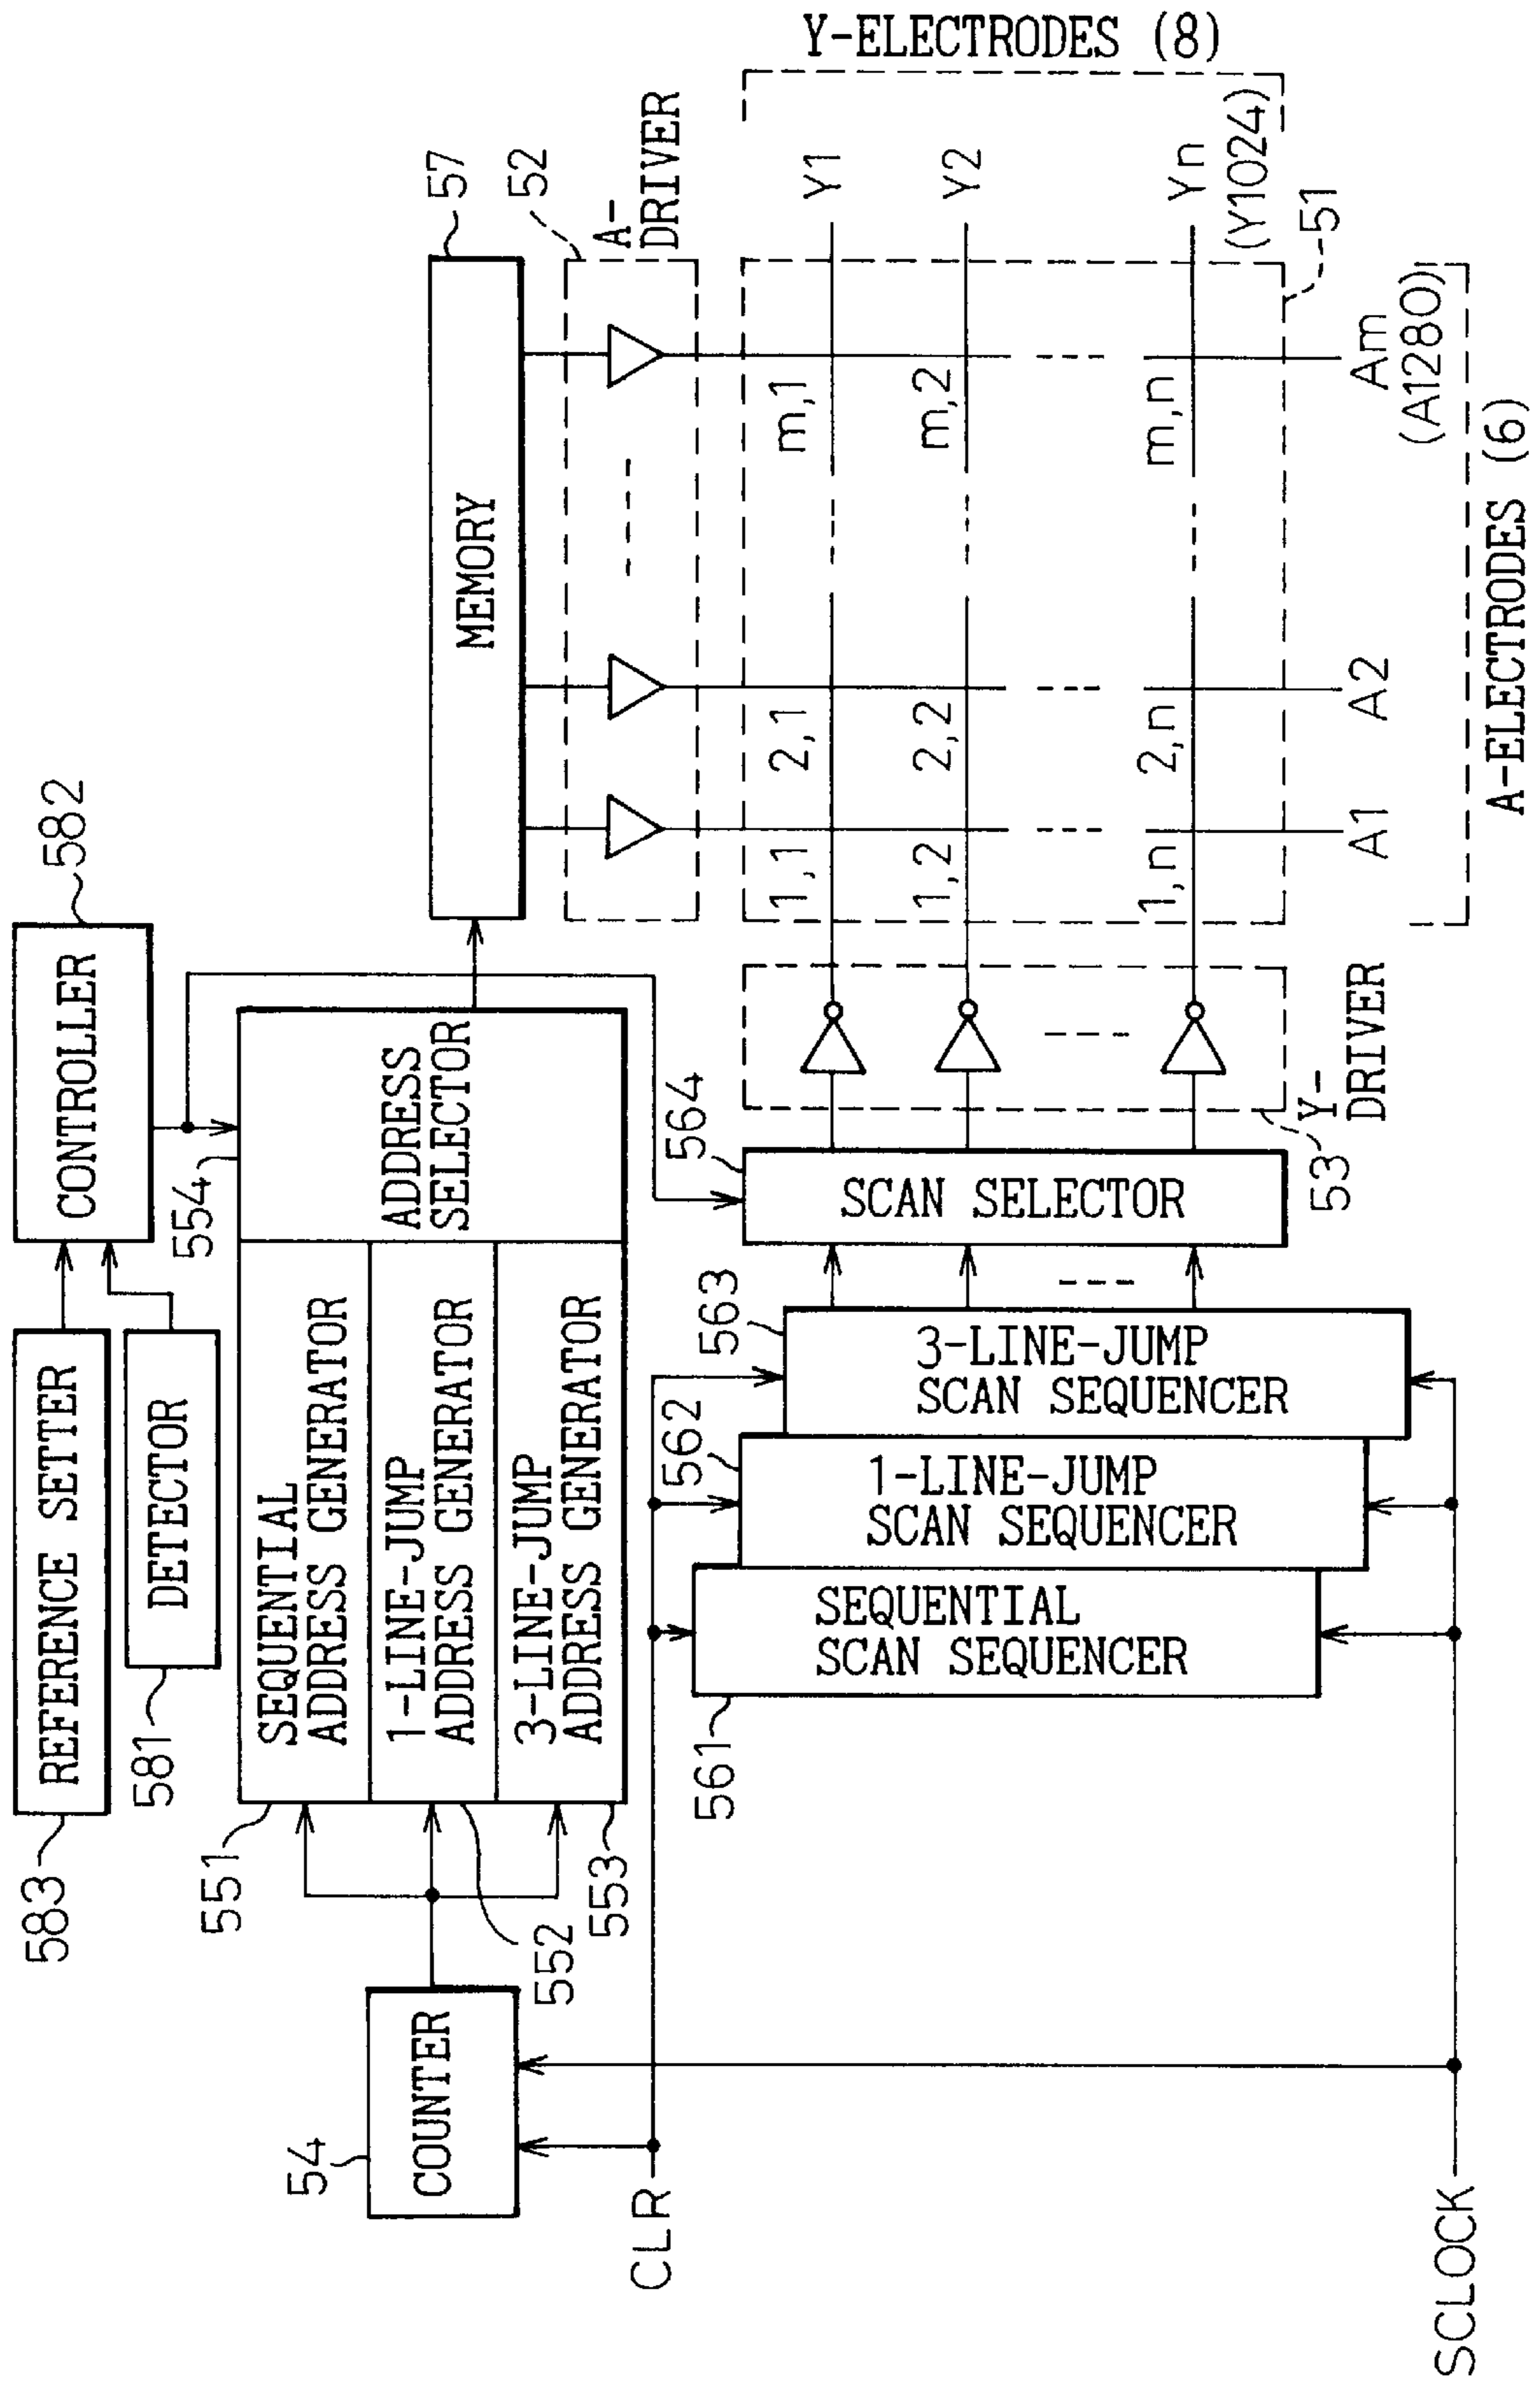 583
REFERENCE SETTER
582
CONTROLLER
581
DETECTOR
551
SEQUENTIAL
ADDRESS GENERATOR
554
ADDRESS
SELECTOR
1-LINE-JUMP
ADDRESS GENERATOR
552
3-LINE-JUMP
ADDRESS GENERATOR
553
54
COUNTER
57
MEMORY
52
A-
DRIVER
CLR
561
SEQUENTIAL
SCAN SEQUENCER
562
1-LINE-JUMP
SCAN SEQUENCER
563
3-LINE-JUMP
SCAN SEQUENCER
564
SCAN SELECTOR
53
Y-
DRIVER
1,1
2,1
m,1
Y1
Y-ELECTRODES (8)
1,2
2,2
m,2
Y2
1,n
2,n
m,n
Yn
(Y1024)
51
A1
A2
Am
(A1280)
A-ELECTRODES (6)
SCLOCK